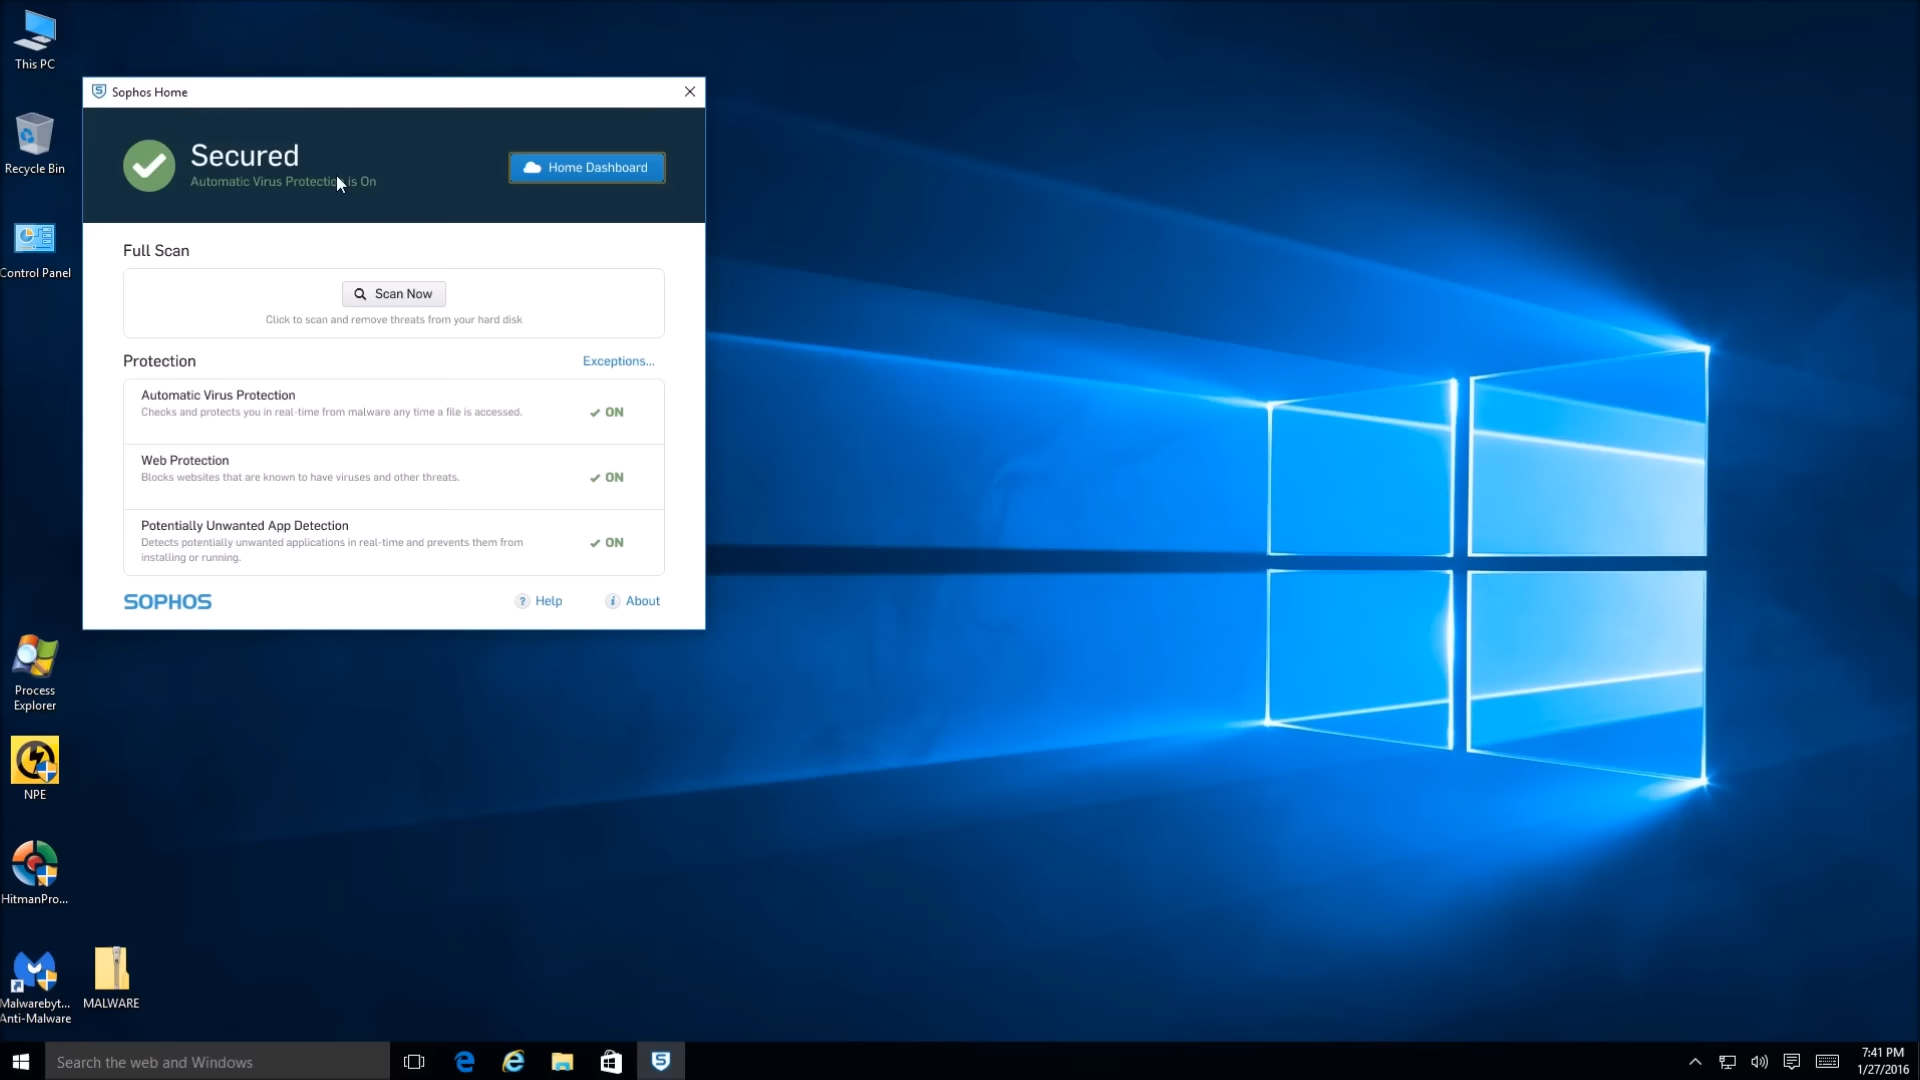 This PC
Recycle Bin
Control Panel
Process
Explorer
NPE
HitmanPro...
Malwarebyt...
Anti-Malware
MALWARE
Sophos Home
Secured
Automatic Virus Protection is On
Home Dashboard
Full Scan
Scan Now
Click to scan and remove threats from your hard disk
Protection
Exceptions...
Automatic Virus Protection
Checks and protects you in real-time from malware any time a file is accessed.
ON
Web Protection
Blocks websites that are known to have viruses and other threats.
ON
Potentially Unwanted App Detection
Detects potentially unwanted applications in real-time and prevents them from
installing or running.
ON
SOPHOS
Help
About
Search the web and Windows
7:41 PM
1/27/2016